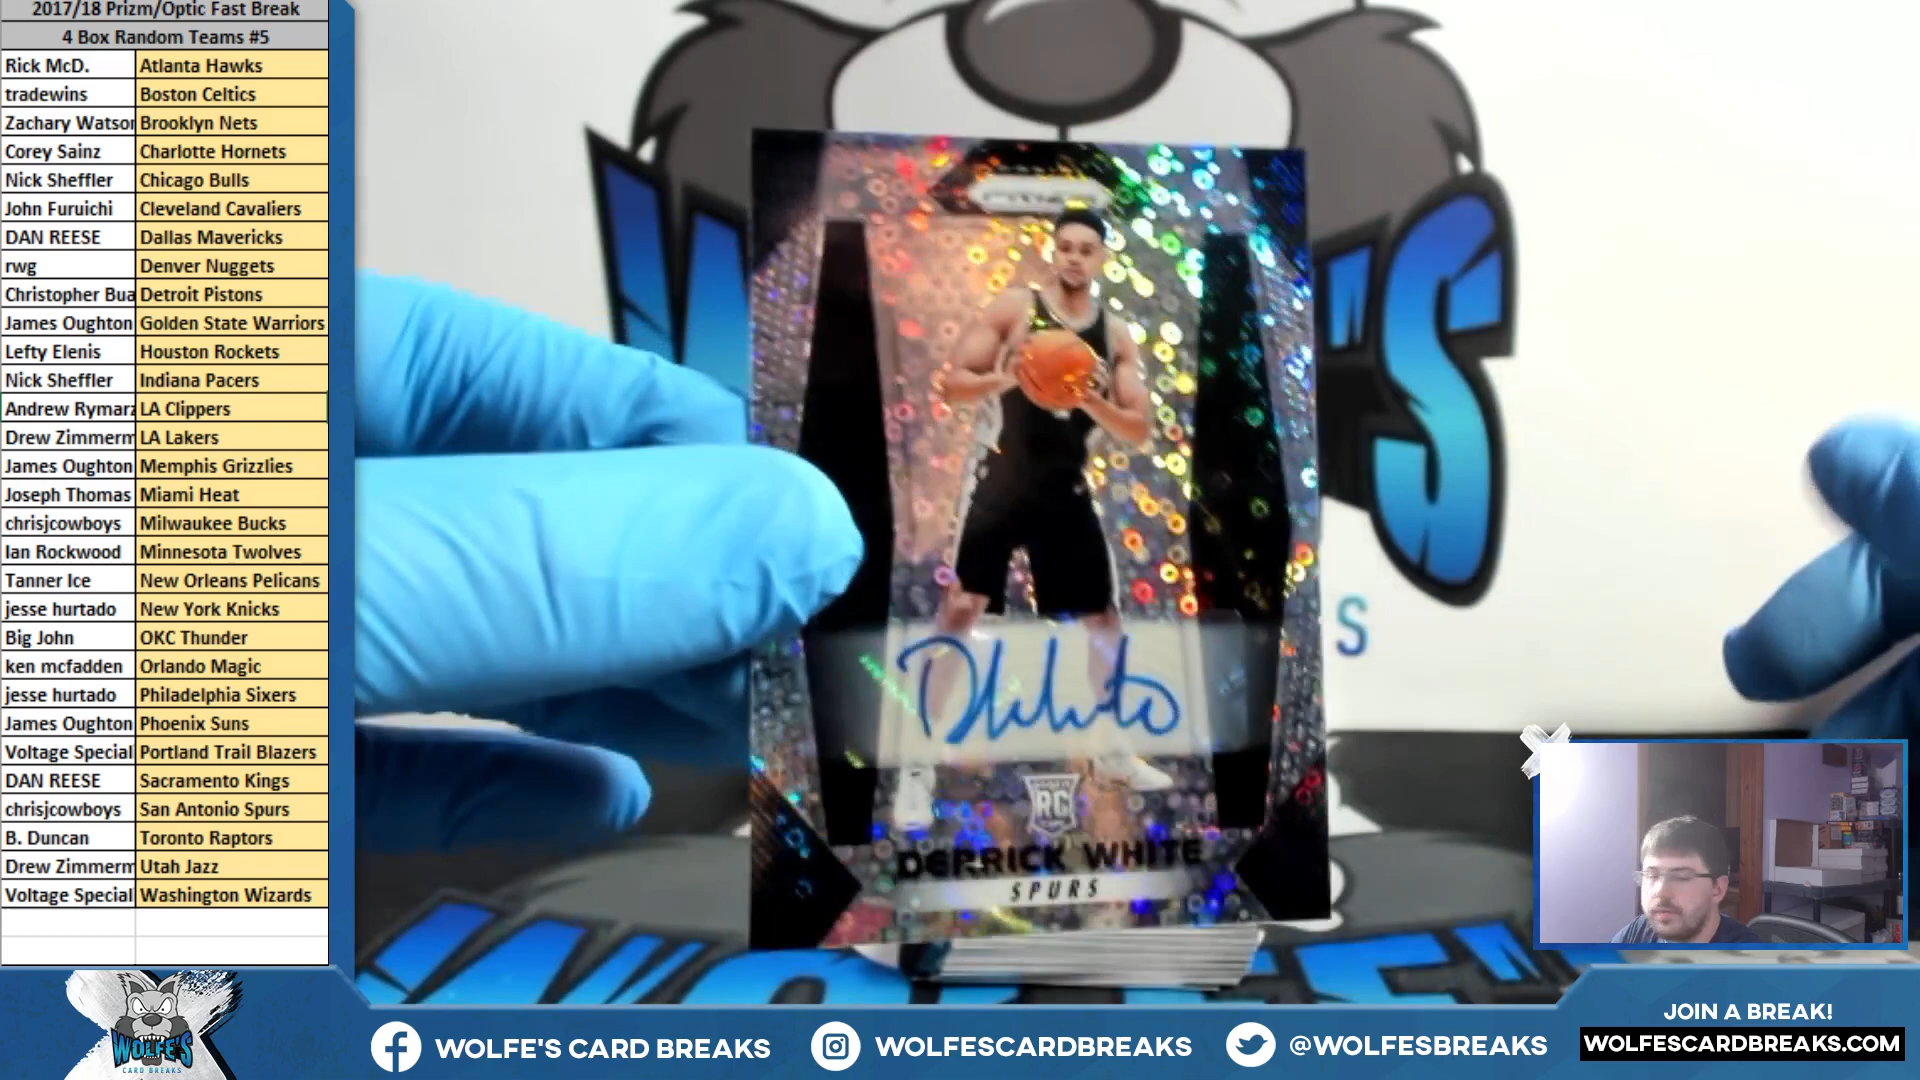 2017/18 Prizm/Optic Fast Break
4 Box Random Teams #5
Rick McD. Atlanta Hawks
tradewins Boston Celtics
Zachary Watson Brooklyn Nets
Corey Sainz Charlotte Hornets
Nick Sheffler Chicago Bulls
John Furuichi Cleveland Cavaliers
DAN REESE Dallas Mavericks
rwg Denver Nuggets
Christopher Bua Detroit Pistons
James Oughton Golden State Warriors
Lefty Elenis Houston Rockets
Nick Sheffler Indiana Pacers
Andrew Rymarz LA Clippers
Drew Zimmerm LA Lakers
James Oughton Memphis Grizzlies
Joseph Thomas Miami Heat
chrisjcowboys Milwaukee Bucks
Ian Rockwood Minnesota Twolves
Tanner Ice New Orleans Pelicans
jesse hurtado New York Knicks
Big John OKC Thunder
ken mcfadden Orlando Magic
jesse hurtado Philadelphia Sixers
James Oughton Phoenix Suns
Voltage Special Portland Trail Blazers
DAN REESE Sacramento Kings
chrisjcowboys San Antonio Spurs
B. Duncan Toronto Raptors
Drew Zimmerm Utah Jazz
Voltage Special Washington Wizards
PRIZM
RC
DERRICK WHITE
SPURS
WOLFE'S
CARD BREAKS
WOLFE'S CARD BREAKS
WOLFESCARDBREAKS
@WOLFESBREAKS
JOIN A BREAK!
WOLFESCARDBREAKS.COM